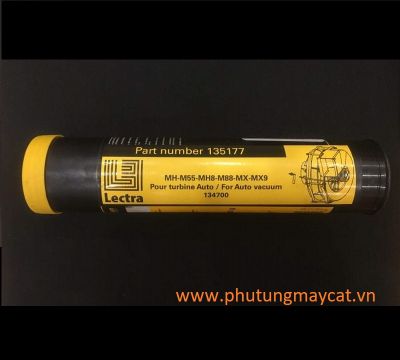 Part number 135177
Lectra
MH-M55-MH8-M88-MX-MX9
Pour turbine Auto / For Auto vacuum
134700
www.phutungmaycat.vn